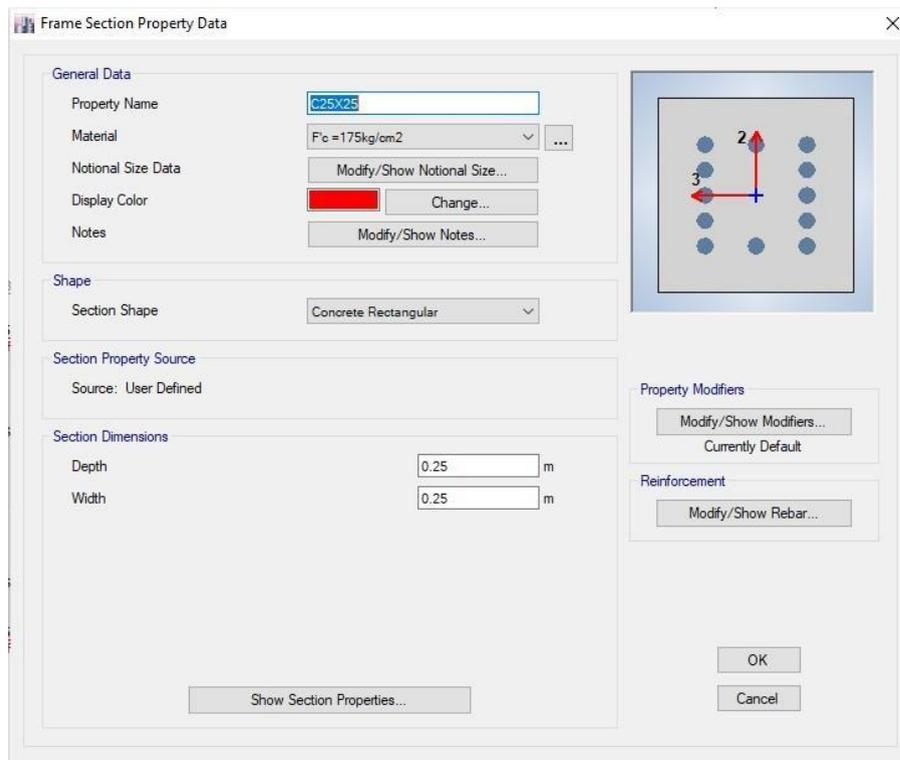 Frame Section Property Data
General Data
Property Name C25X25
Material F'c =175kg/cm2 ...
Notional Size Data Modify/Show Notional Size...
Display Color Change...
Notes Modify/Show Notes...
2
3
Shape
Section Shape Concrete Rectangular
Section Property Source
Source: User Defined
Property Modifiers
Modify/Show Modifiers...
Currently Default
Section Dimensions
Depth 0.25 m
Width 0.25 m
Reinforcement
Modify/Show Rebar...
Show Section Properties...
OK
Cancel